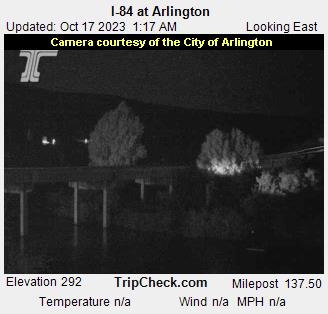 I-84 at Arlington
Updated: Oct 17 2023 1:17 AM Looking East
Camera courtesy of the City of Arlington
Elevation 292 TripCheck.com Milepost 137.50
Temperature n/a Wind n/a MPH n/a